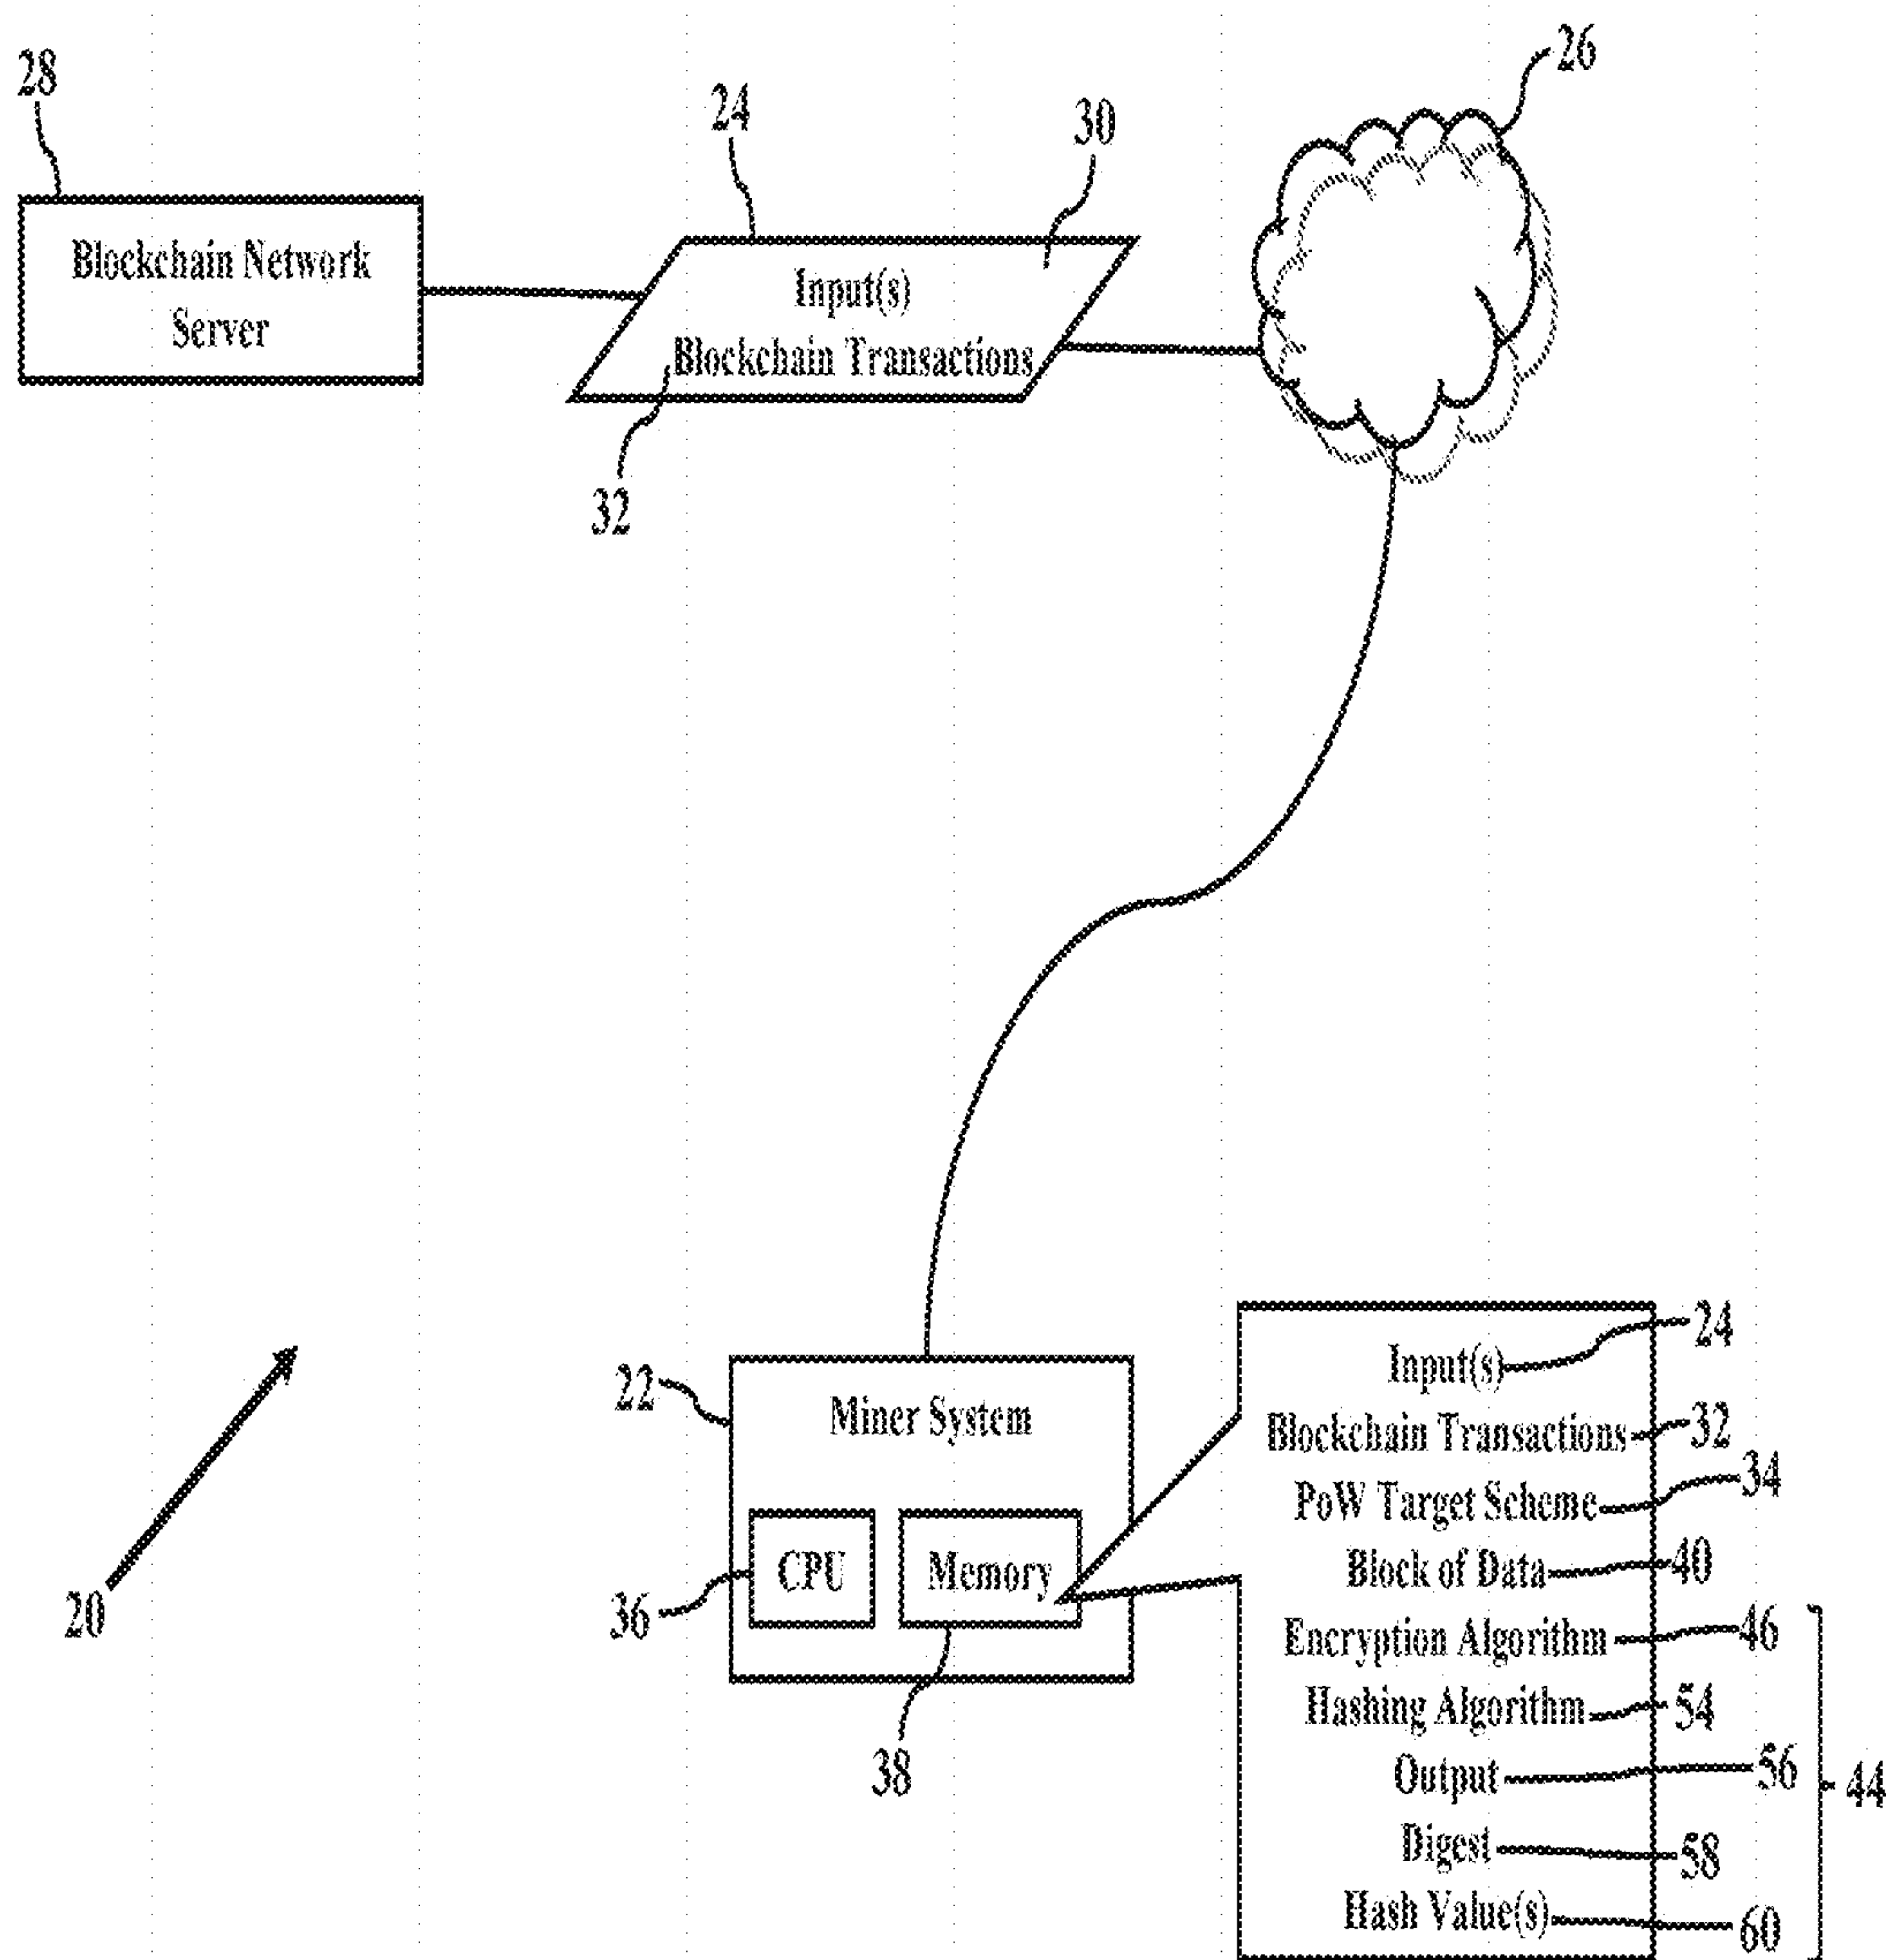 26
28
24
30
Blockchain Network
Server
Input(s)
Blockchain Transactions
32
22
Miner System
CPU
Memory
36
38
20
Input(s) 24
Blockchain Transactions 32
PoW Target Scheme 34
Block of Data 40
Encryption Algorithm 46
Hashing Algorithm 54
Output 56
44
Digest 58
Hash Value(s) 60